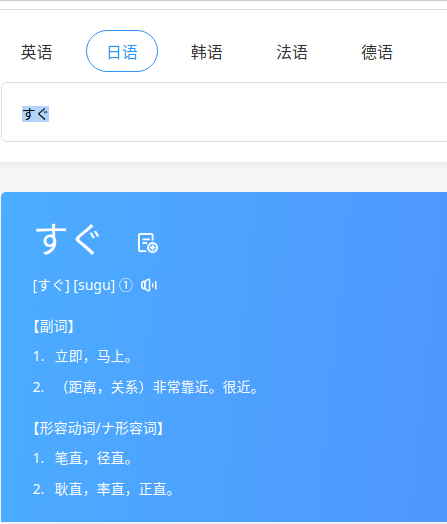 英语 日语 韩语 法语 德语
すぐ
すぐ
[すぐ] [sugu] ①
【副词】
1. 立即，马上。
2. （距离，关系）非常靠近。很近。
【形容动词/ナ形容词】
1. 笔直，径直。
2. 耿直，率直，正直。